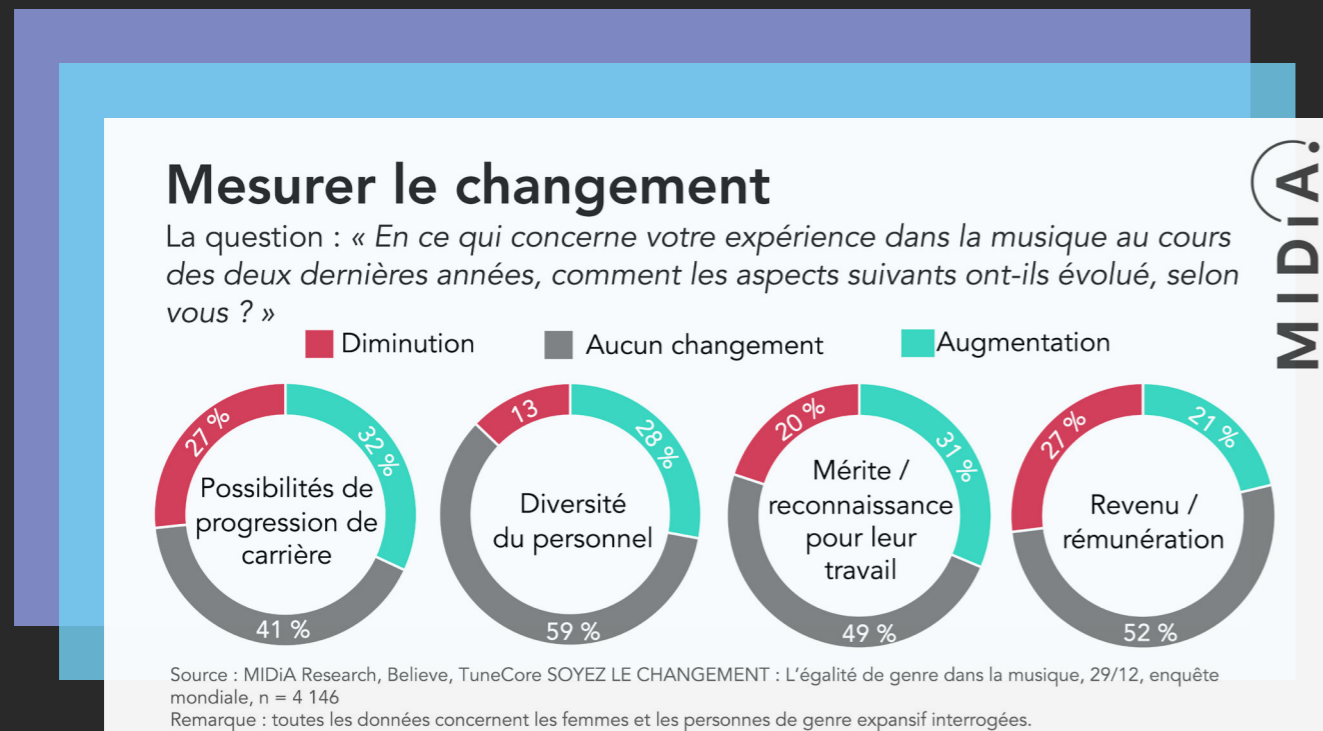 Mesurer le changement
La question : « En ce qui concerne votre expérience dans la musique au cours
des deux dernières années, comment les aspects suivants ont-ils évolué, selon
vous ? »
MIDiA.
Diminution
Aucun changement
Augmentation
27 %
32 %
Possibilités de
progression de
carrière
41 %
13
28 %
Diversité
du personnel
59 %
20 %
31 %
Mérite /
reconnaissance
pour leur
travail
49 %
27 %
21 %
Revenu /
rémunération
52 %
Source : MIDiA Research, Believe, TuneCore SOYEZ LE CHANGEMENT : L’égalité de genre dans la musique, 29/12, enquête
mondiale, n = 4 146
Remarque : toutes les données concernent les femmes et les personnes de genre expansif interrogées.